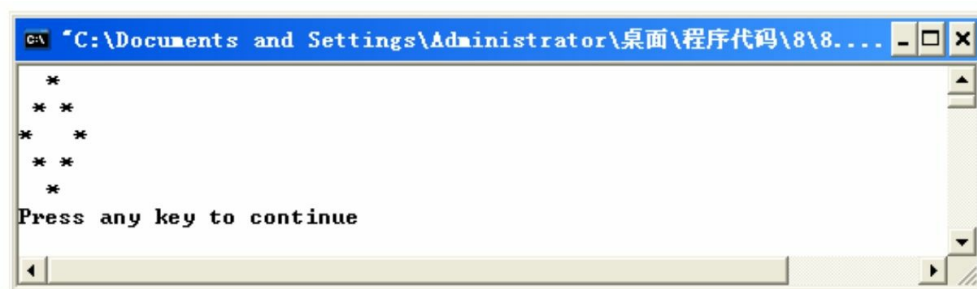 "C:\Documents and Settings\Administrator\桌面\程序代码\8\8....
  *
 * *
*   *
 * *
  *
Press any key to continue